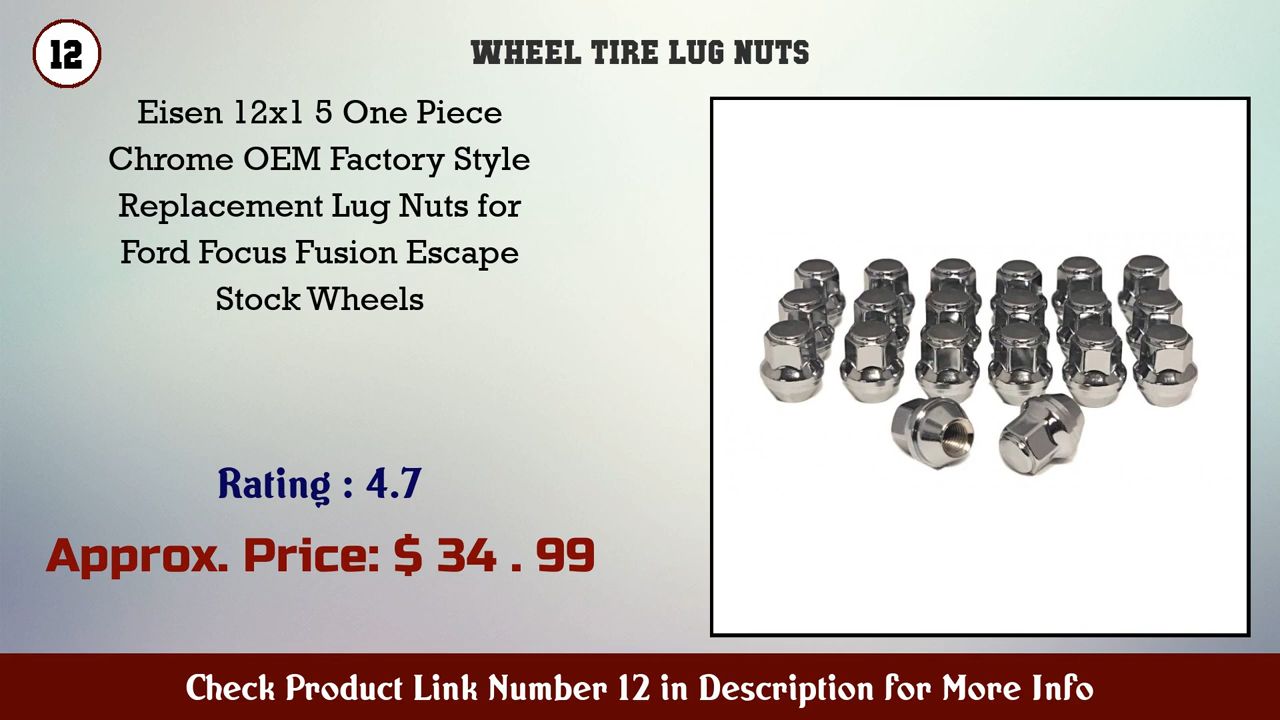 12
WHEEL TIRE LUG NUTS
Eisen 12x1 5 One Piece
Chrome OEM Factory Style
Replacement Lug Nuts for
Ford Focus Fusion Escape
Stock Wheels
Rating : 4.7
Approx. Price: $ 34 . 99
Check Product Link Number 12 in Description for More Info